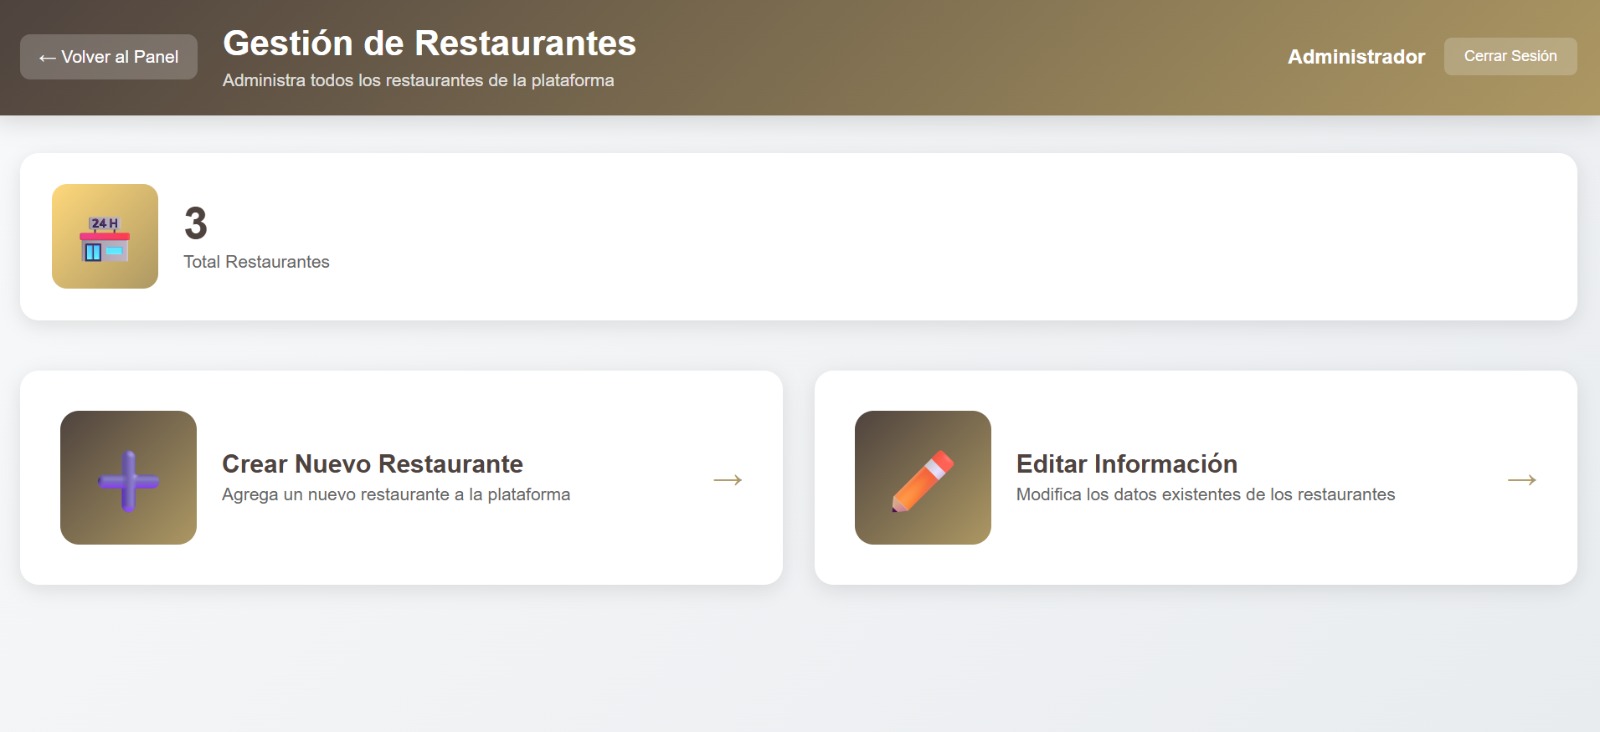 ← Volver al Panel
Gestión de Restaurantes
Administra todos los restaurantes de la plataforma
Administrador
Cerrar Sesión
24 H
3
Total Restaurantes
Crear Nuevo Restaurante
Agrega un nuevo restaurante a la plataforma
→
Editar Información
Modifica los datos existentes de los restaurantes
→